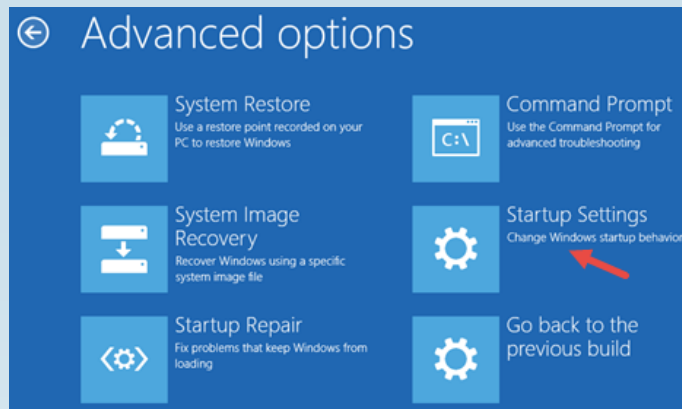 Advanced options
System Restore
Use a restore point recorded on your
PC to restore Windows
Command Prompt
Use the Command Prompt for
advanced troubleshooting
C:\
System Image
Recovery
Recover Windows using a specific
system image file
Startup Settings
Change Windows startup behavior
Startup Repair
Fix problems that keep Windows from
loading
Go back to the
previous build